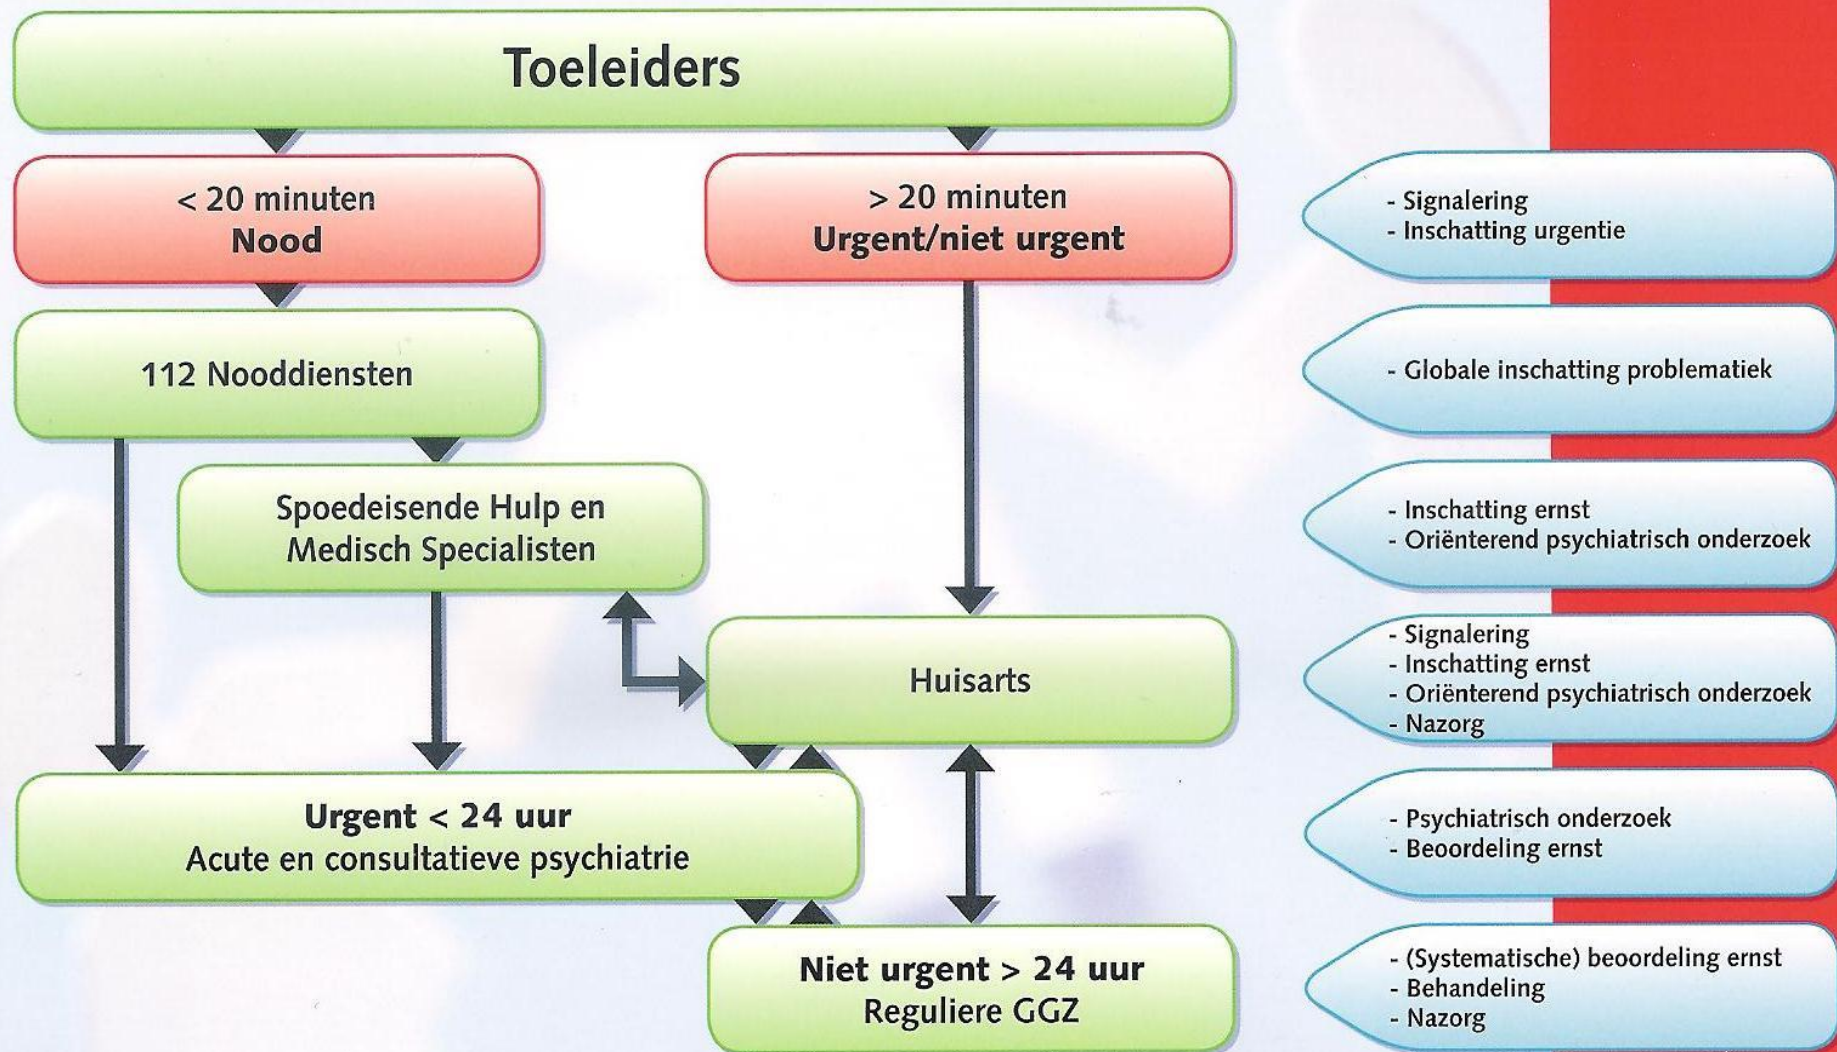 Toeleiders
< 20 minuten
Nood
> 20 minuten
Urgent/niet urgent
- Signalering
- Inschatting urgentie
112 Nooddiensten
- Globale inschatting problematiek
Spoedeisende Hulp en
Medisch Specialisten
- Inschatting ernst
- Oriënterend psychiatrisch onderzoek
Huisarts
- Signalering
- Inschatting ernst
- Oriënterend psychiatrisch onderzoek
- Nazorg
Urgent < 24 uur
Acute en consultatieve psychiatrie
- Psychiatrisch onderzoek
- Beoordeling ernst
Niet urgent > 24 uur
Reguliere GGZ
- (Systematische) beoordeling ernst
- Behandeling
- Nazorg